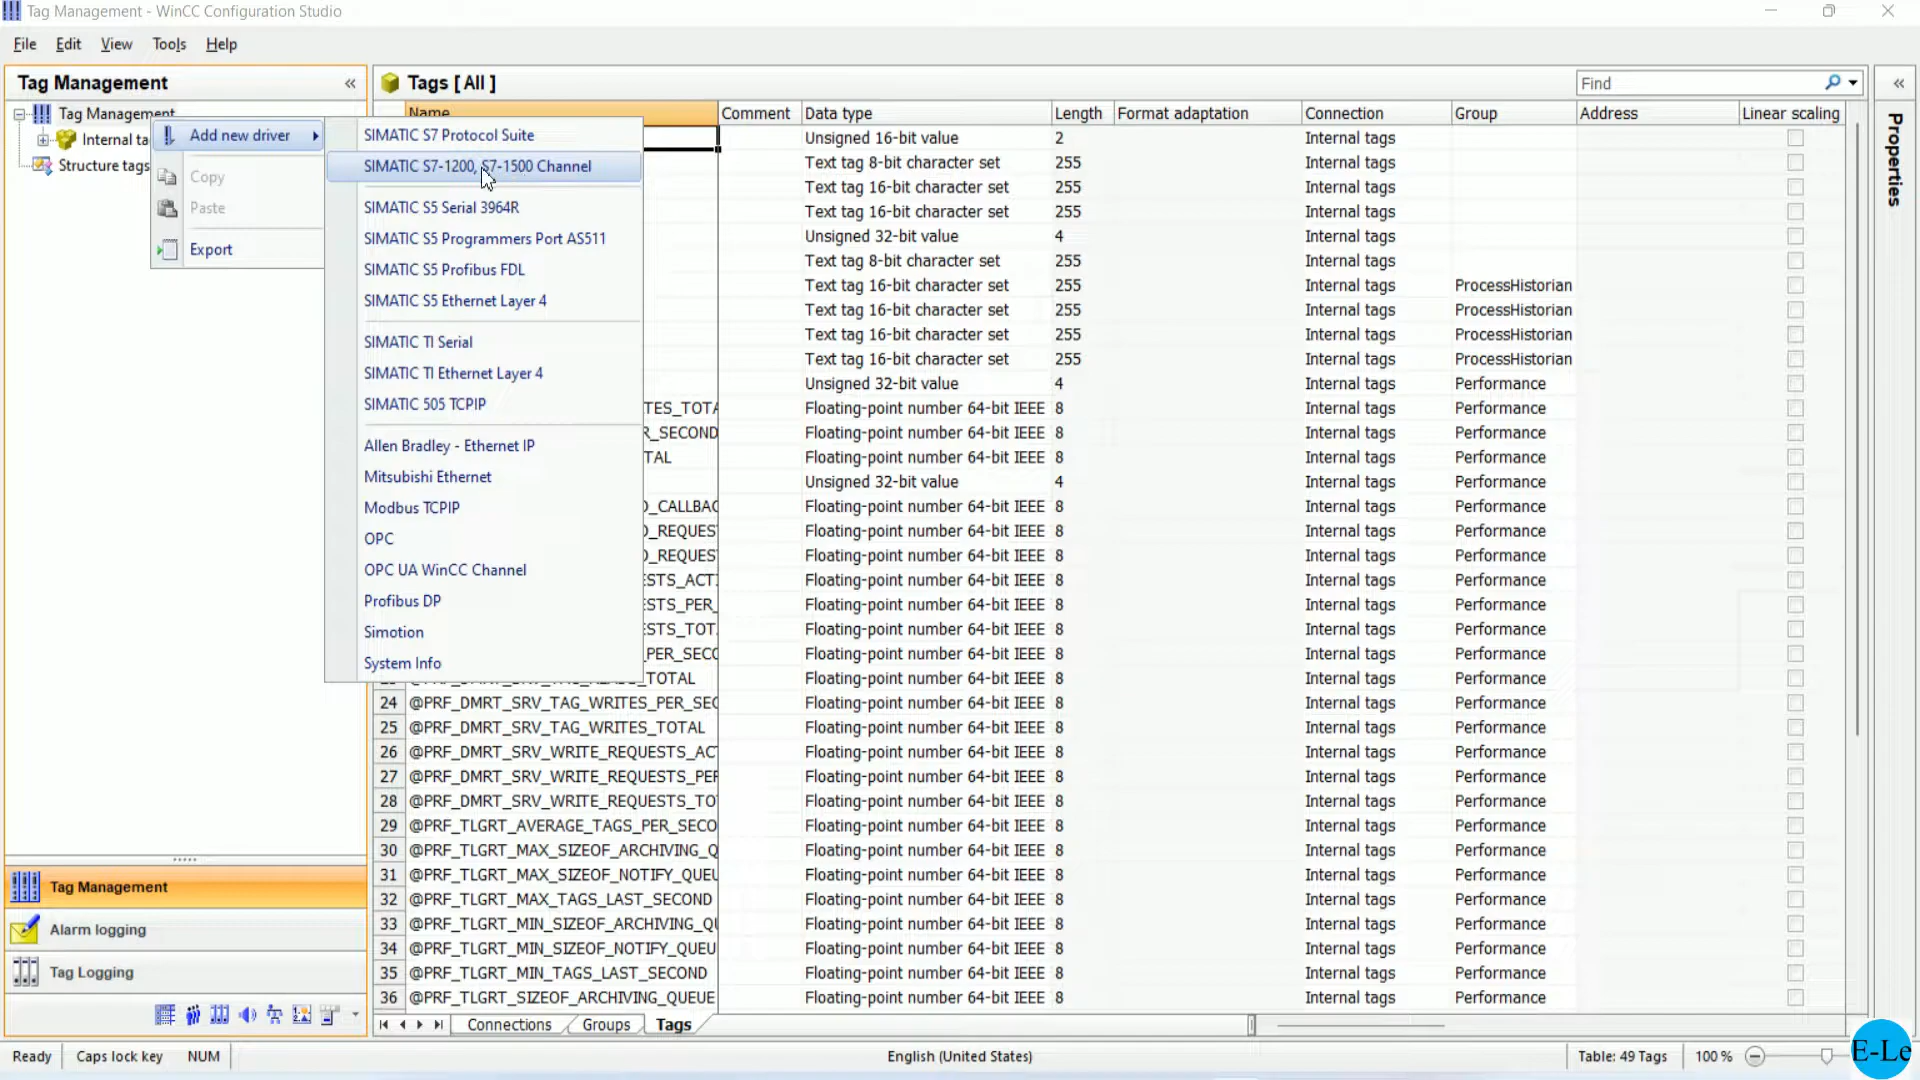 Tag Management - WinCC Configuration Studio
File Edit View Tools Help
Tag Management «
Tags [ All ]
Find
«
Tag Management
Internal ta
Structure tags
Add new driver
Copy
Paste
Export
SIMATIC S7 Protocol Suite
SIMATIC S7-1200, S7-1500 Channel
SIMATIC S5 Serial 3964R
SIMATIC S5 Programmers Port AS511
SIMATIC S5 Profibus FDL
SIMATIC S5 Ethernet Layer 4
SIMATIC TI Serial
SIMATIC TI Ethernet Layer 4
SIMATIC 505 TCPIP
Allen Bradley - Ethernet IP
Mitsubishi Ethernet
Modbus TCPIP
OPC
OPC UA WinCC Channel
Profibus DP
Simotion
System Info
Name Comment Data type Length Format adaptation Connection Group Address Linear scaling
Unsigned 16-bit value 2 Internal tags
Text tag 8-bit character set 255 Internal tags
Text tag 16-bit character set 255 Internal tags
Text tag 16-bit character set 255 Internal tags
Unsigned 32-bit value 4 Internal tags
Text tag 8-bit character set 255 Internal tags
Text tag 16-bit character set 255 Internal tags ProcessHistorian
Text tag 16-bit character set 255 Internal tags ProcessHistorian
Text tag 16-bit character set 255 Internal tags ProcessHistorian
Text tag 16-bit character set 255 Internal tags ProcessHistorian
Unsigned 32-bit value 4 Internal tags Performance
TES_TOTA Floating-point number 64-bit IEEE 8 Internal tags Performance
R_SECOND Floating-point number 64-bit IEEE 8 Internal tags Performance
TAL Floating-point number 64-bit IEEE 8 Internal tags Performance
Unsigned 32-bit value 4 Internal tags Performance
_CALLBAC Floating-point number 64-bit IEEE 8 Internal tags Performance
_REQUES Floating-point number 64-bit IEEE 8 Internal tags Performance
_REQUES Floating-point number 64-bit IEEE 8 Internal tags Performance
STS_ACT Floating-point number 64-bit IEEE 8 Internal tags Performance
STS_PER_ Floating-point number 64-bit IEEE 8 Internal tags Performance
STS_TOT Floating-point number 64-bit IEEE 8 Internal tags Performance
_PER_SECO Floating-point number 64-bit IEEE 8 Internal tags Performance
_TOTAL Floating-point number 64-bit IEEE 8 Internal tags Performance
24 @PRF_DMRT_SRV_TAG_WRITES_PER_SEC Floating-point number 64-bit IEEE 8 Internal tags Performance
25 @PRF_DMRT_SRV_TAG_WRITES_TOTAL Floating-point number 64-bit IEEE 8 Internal tags Performance
26 @PRF_DMRT_SRV_WRITE_REQUESTS_AC Floating-point number 64-bit IEEE 8 Internal tags Performance
27 @PRF_DMRT_SRV_WRITE_REQUESTS_PER Floating-point number 64-bit IEEE 8 Internal tags Performance
28 @PRF_DMRT_SRV_WRITE_REQUESTS_TO Floating-point number 64-bit IEEE 8 Internal tags Performance
29 @PRF_TLGRT_AVERAGE_TAGS_PER_SECO Floating-point number 64-bit IEEE 8 Internal tags Performance
30 @PRF_TLGRT_MAX_SIZEOF_ARCHIVING_Q Floating-point number 64-bit IEEE 8 Internal tags Performance
31 @PRF_TLGRT_MAX_SIZEOF_NOTIFY_QUEU Floating-point number 64-bit IEEE 8 Internal tags Performance
32 @PRF_TLGRT_MAX_TAGS_LAST_SECOND Floating-point number 64-bit IEEE 8 Internal tags Performance
33 @PRF_TLGRT_MIN_SIZEOF_ARCHIVING_QU Floating-point number 64-bit IEEE 8 Internal tags Performance
34 @PRF_TLGRT_MIN_SIZEOF_NOTIFY_QUEU Floating-point number 64-bit IEEE 8 Internal tags Performance
35 @PRF_TLGRT_MIN_TAGS_LAST_SECOND Floating-point number 64-bit IEEE 8 Internal tags Performance
36 @PRF_TLGRT_SIZEOF_ARCHIVING_QUEUE Floating-point number 64-bit IEEE 8 Internal tags Performance
Properties
Tag Management
Alarm logging
Tag Logging
Connections Groups Tags
Ready Caps lock key NUM English (United States) Table: 49 Tags 100 %
E-Le